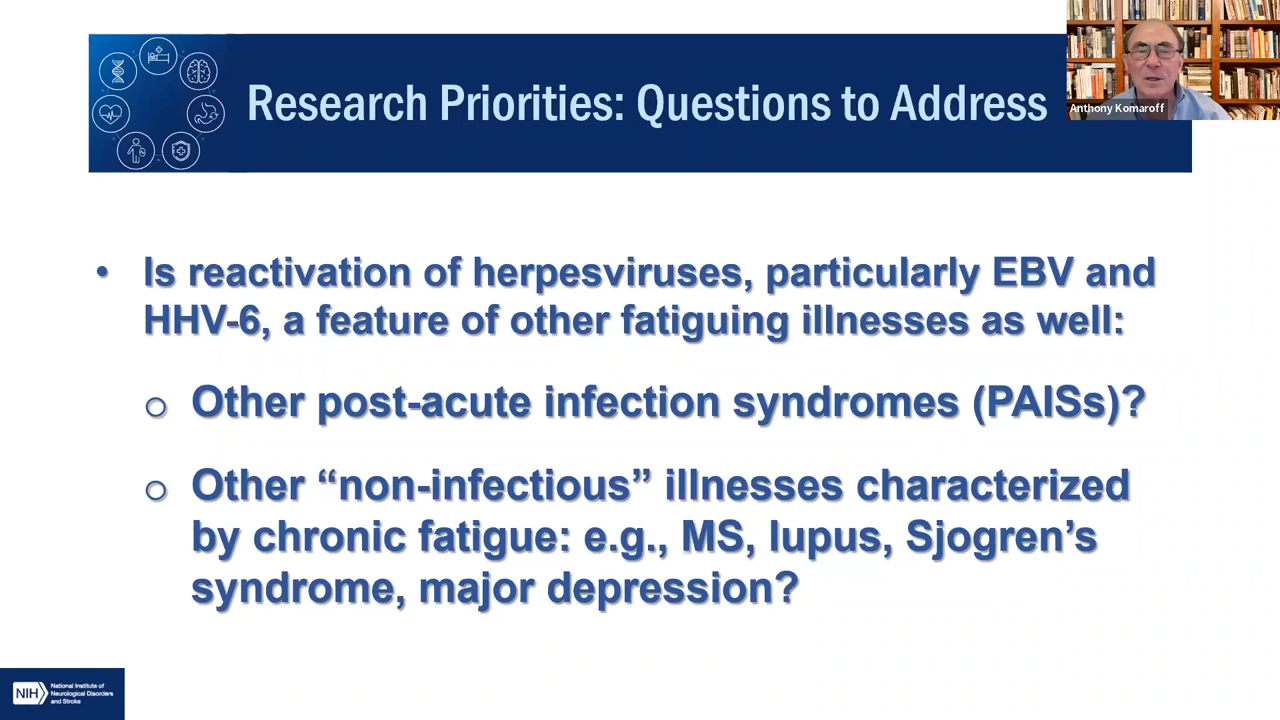 Research Priorities: Questions to Address
Anthony Komaroff
• Is reactivation of herpesviruses, particularly EBV and
HHV-6, a feature of other fatiguing illnesses as well:
o Other post-acute infection syndromes (PAISs)?
o Other “non-infectious” illnesses characterized
by chronic fatigue: e.g., MS, lupus, Sjogren’s
syndrome, major depression?
NIH
National Institute of
Neurological Disorders
and Stroke